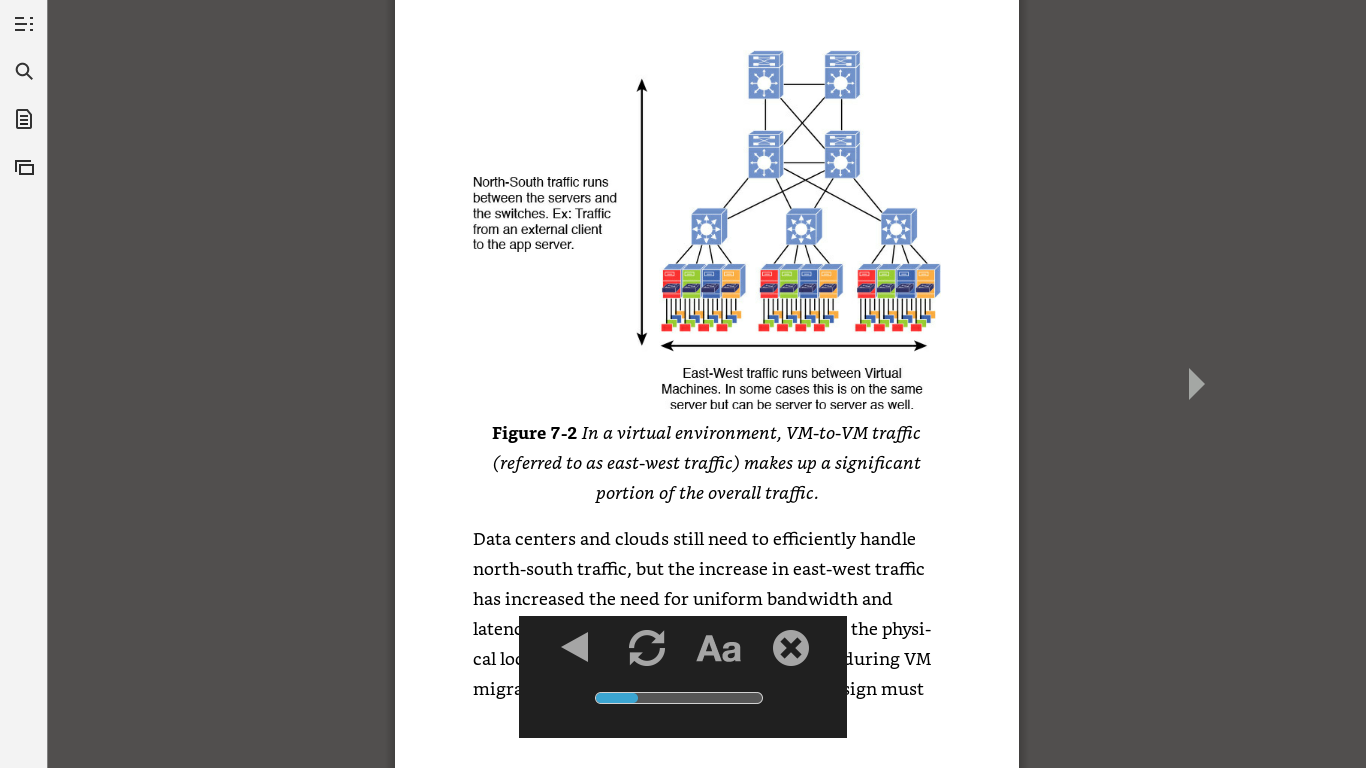 North-South traffic runs
between the servers and
the switches. Ex: Traffic
from an external client
to the app server.
East-West traffic runs between Virtual
Machines. In some cases this is on the same
server but can be server to server as well.
Figure 7-2 In a virtual environment, VM-to-VM traffic
(referred to as east-west traffic) makes up a significant
portion of the overall traffic.
Data centers and clouds still need to efficiently handle
north-south traffic, but the increase in east-west traffic
has increased the need for uniform bandwidth and
the physi-
cal during VM
must
Aa